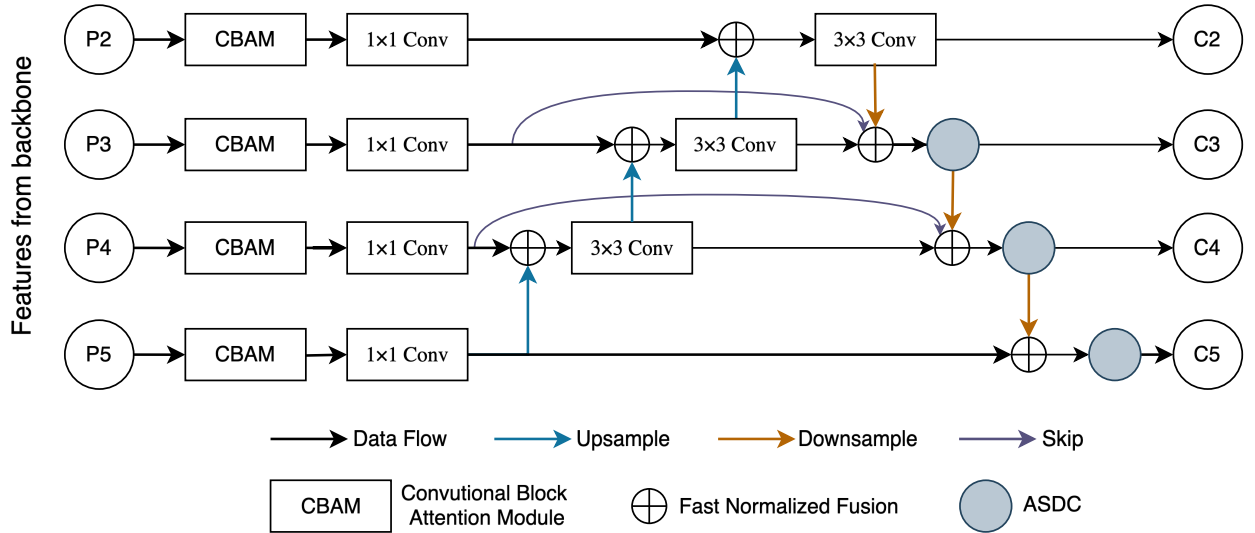 Features from backbone
P2 CBAM 1×1 Conv 3×3 Conv C2
P3 CBAM 1×1 Conv 3×3 Conv C3
P4 CBAM 1×1 Conv 3×3 Conv C4
P5 CBAM 1×1 Conv C5
Data Flow Upsample Downsample Skip
CBAM Convutional Block
Attention Module Fast Normalized Fusion ASDC